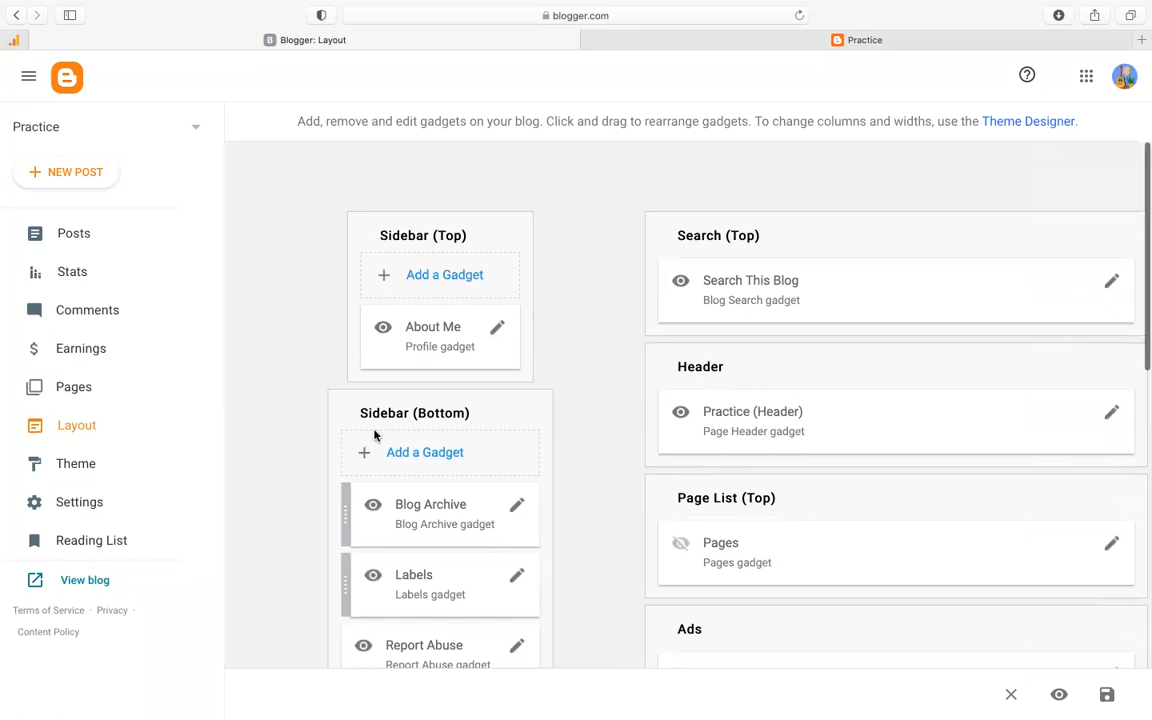 blogger.com
Blogger: Layout
Practice
Practice
Add, remove and edit gadgets on your blog. Click and drag to rearrange gadgets. To change columns and widths, use the Theme Designer.
NEW POST
Posts
Stats
Comments
Earnings
Pages
Layout
Theme
Settings
Reading List
View blog
Terms of Service · Privacy ·
Content Policy
Sidebar (Top)
Add a Gadget
About Me
Profile gadget
Sidebar (Bottom)
Add a Gadget
Blog Archive
Blog Archive gadget
Labels
Labels gadget
Report Abuse
Report Abuse gadget
Search (Top)
Search This Blog
Blog Search gadget
Header
Practice (Header)
Page Header gadget
Page List (Top)
Pages
Pages gadget
Ads